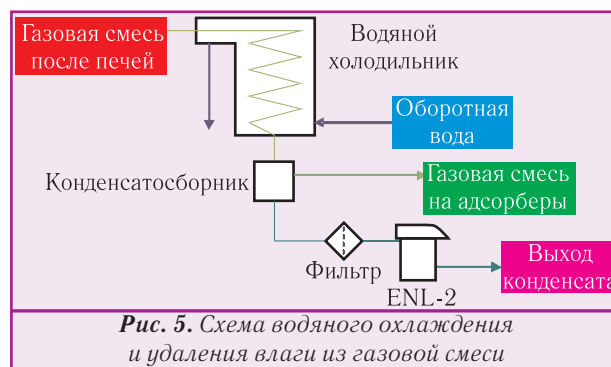 Газовая смесь
после печей
Водяной
холодильник
Оборотная
вода
Конденсатосборник
Газовая смесь
на адсорберы
Фильтр
ENL-2
Выход
конденсата
Рис. 5. Схема водяного охлаждения
и удаления влаги из газовой смеси